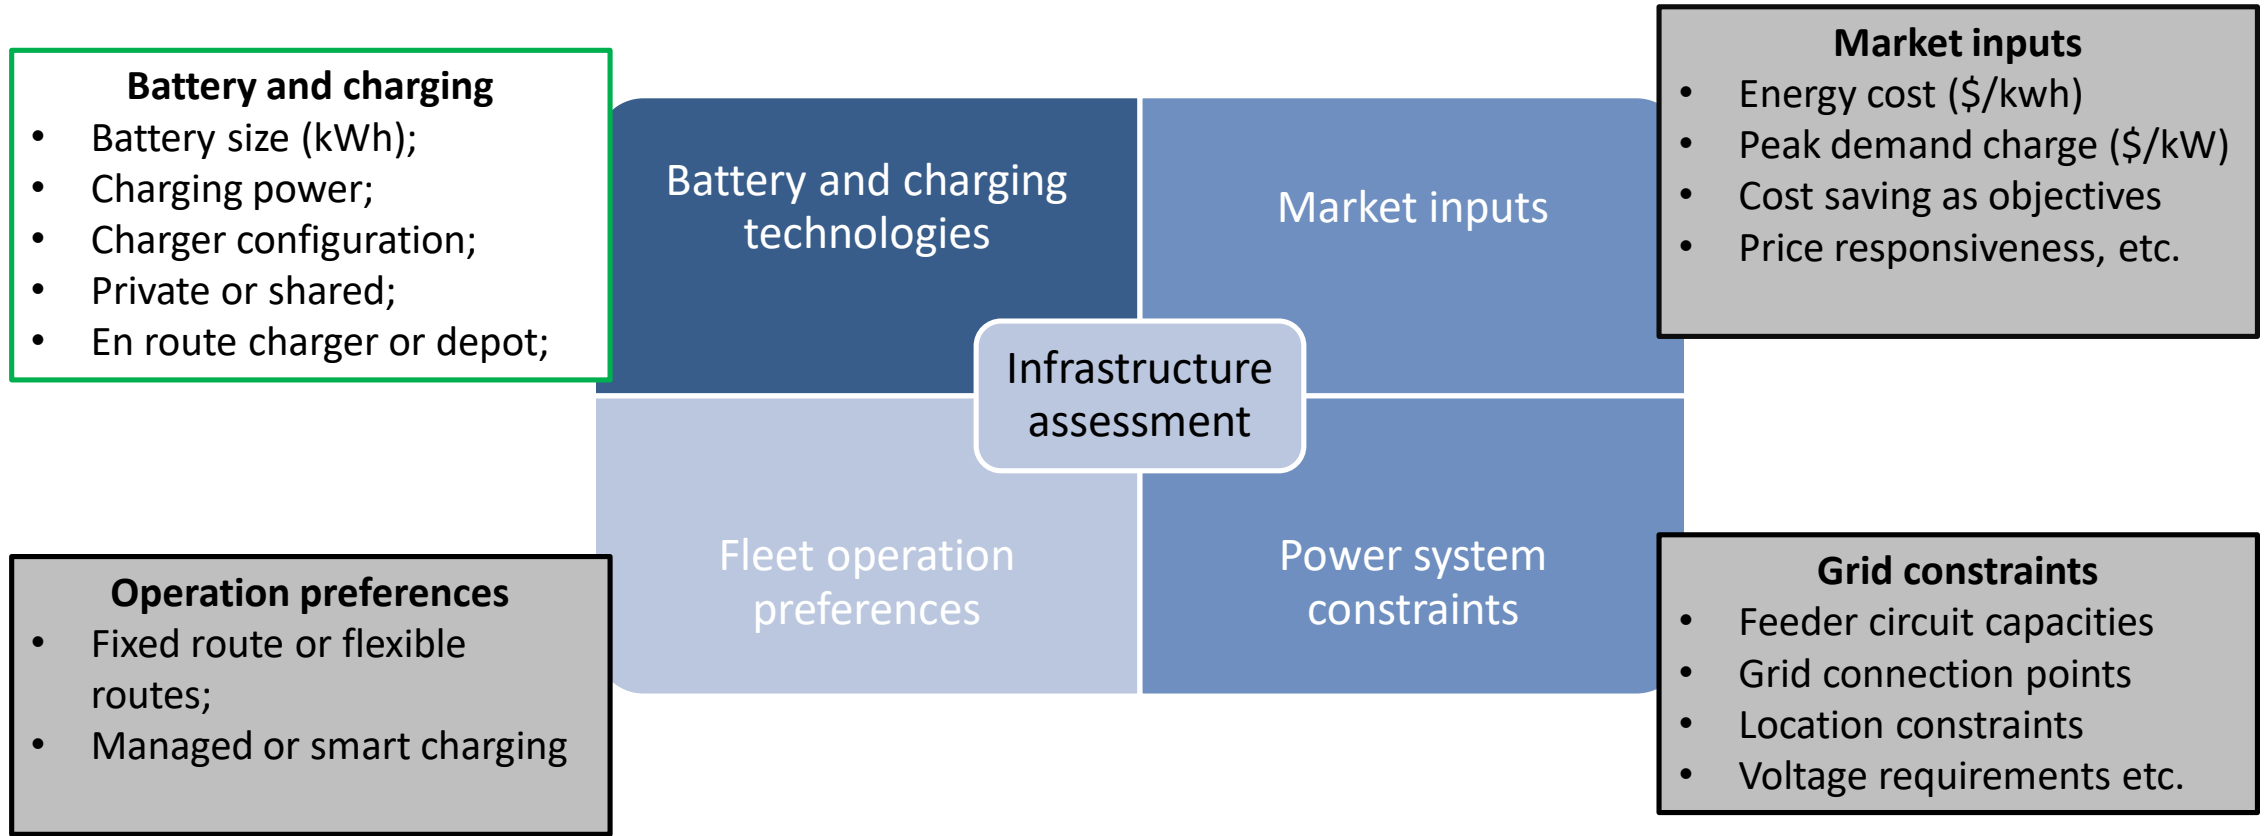 Battery and charging
• Battery size (kWh);
• Charging power;
• Charger configuration;
• Private or shared;
• En route charger or depot;
Market inputs
• Energy cost ($/kwh)
• Peak demand charge ($/kW)
• Cost saving as objectives
• Price responsiveness, etc.
Battery and charging
technologies
Market inputs
Infrastructure
assessment
Fleet operation
preferences
Power system
constraints
Operation preferences
• Fixed route or flexible
routes;
• Managed or smart charging
Grid constraints
• Feeder circuit capacities
• Grid connection points
• Location constraints
• Voltage requirements etc.